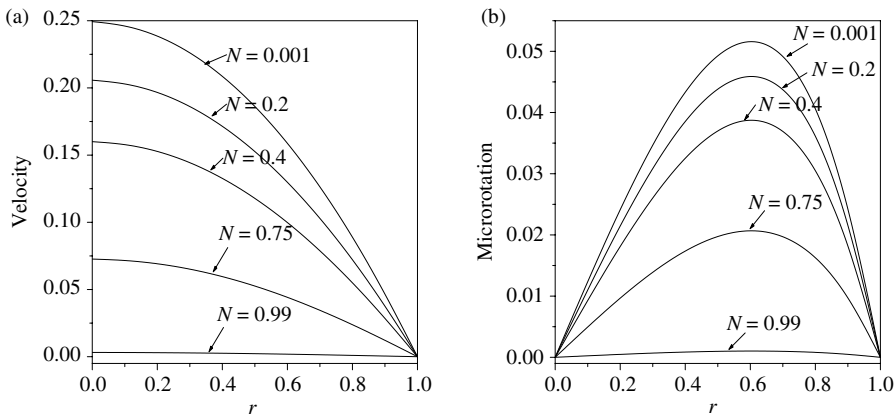 (a)
0.25
0.20
0.15
0.10
0.05
0.00
Velocity
N = 0.001
N = 0.2
N = 0.4
N = 0.75
N = 0.99
0.0 0.2 0.4 0.6 0.8 1.0
r
(b)
0.05
0.04
0.03
0.02
0.01
0.00
Microrotation
N = 0.001
N = 0.2
N = 0.4
N = 0.75
N = 0.99
0.0 0.2 0.4 0.6 0.8 1.0
r